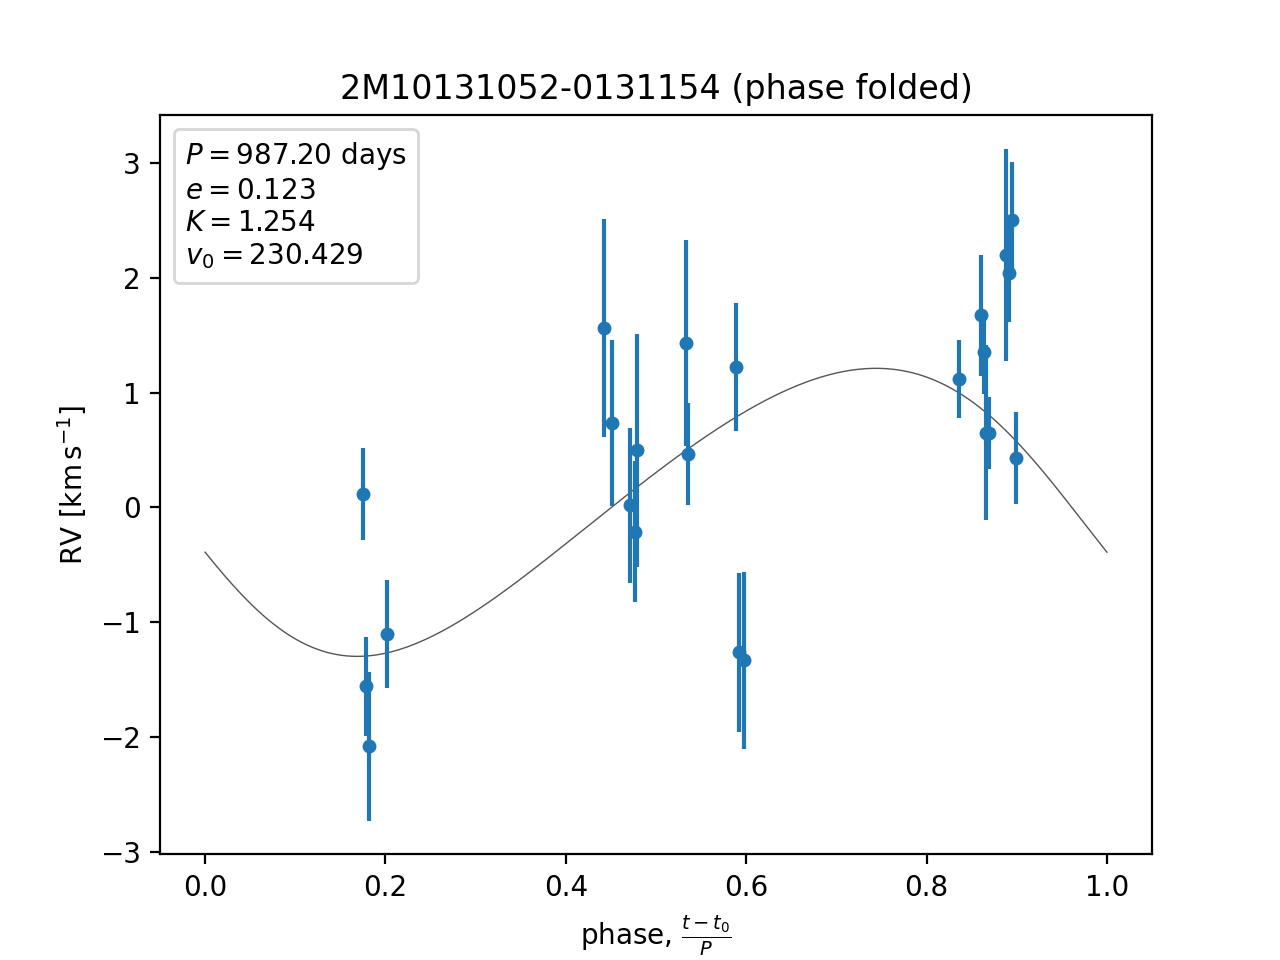 2M10131052-0131154 (phase folded)
P = 987.20 days
e = 0.123
K = 1.254
v₀ = 230.429
3
2
1
0
−1
−2
−3
RV [km s⁻¹]
0.0 0.2 0.4 0.6 0.8 1.0
phase, (t − t₀)/P